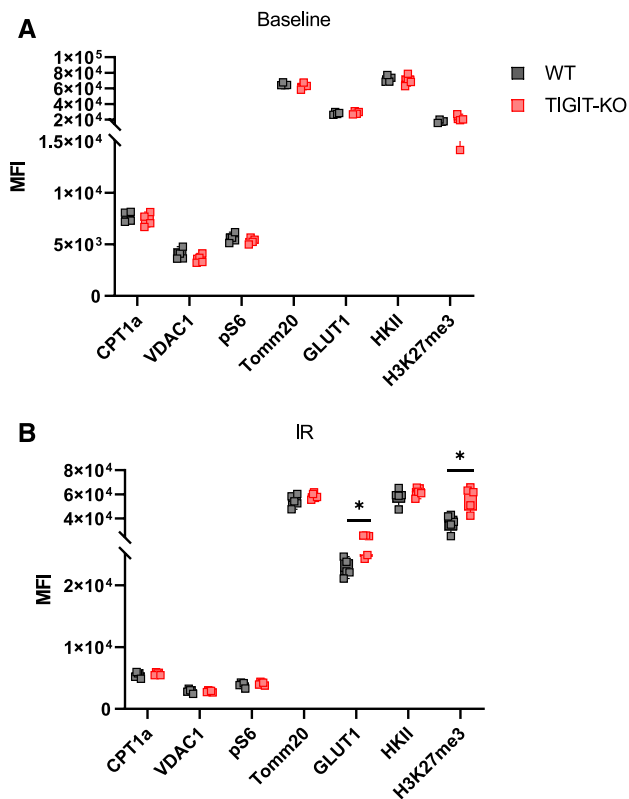 A
Baseline
1×10⁵
8×10⁴
6×10⁴
4×10⁴
2×10⁴
1.5×10⁴
1×10⁴
5×10³
0
MFI
CPT1a
VDAC1
pS6
Tomm20
GLUT1
HKII
H3K27me3
WT
TIGIT-KO
B
IR
8×10⁴
6×10⁴
4×10⁴
2×10⁴
1×10⁴
0
MFI
*
*
CPT1a
VDAC1
pS6
Tomm20
GLUT1
HKII
H3K27me3